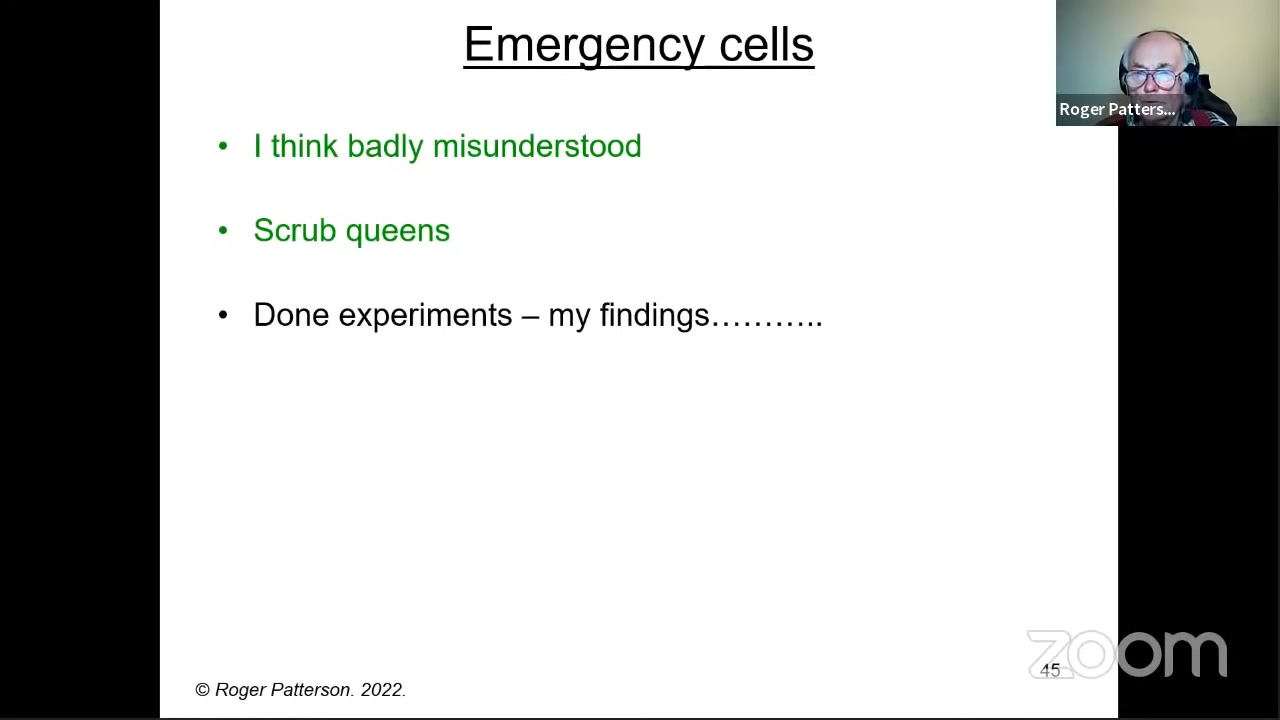 Emergency cells
Roger Patters...
• I think badly misunderstood
• Scrub queens
• Done experiments – my findings………..
zoom
45
© Roger Patterson. 2022.